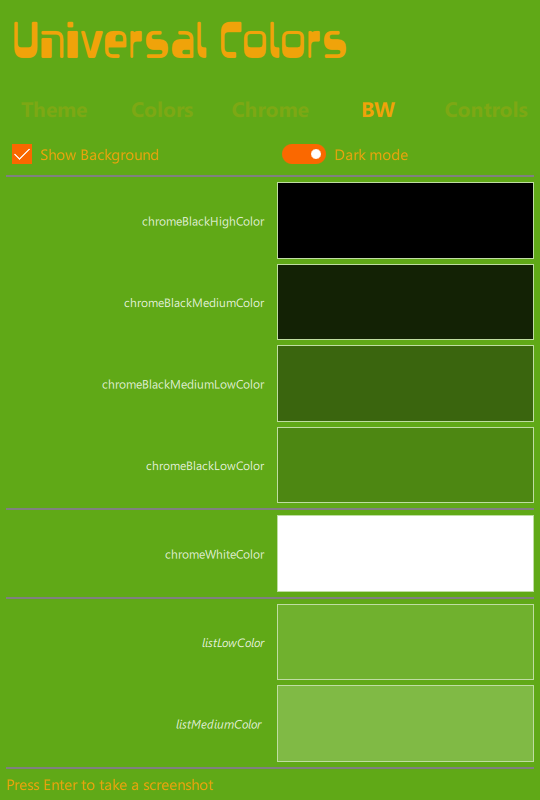 Universal Colors
Theme Colors Chrome BW Controls
Show Background Dark mode
chromeBlackHighColor
chromeBlackMediumColor
chromeBlackMediumLowColor
chromeBlackLowColor
chromeWhiteColor
listLowColor
listMediumColor
Press Enter to take a screenshot